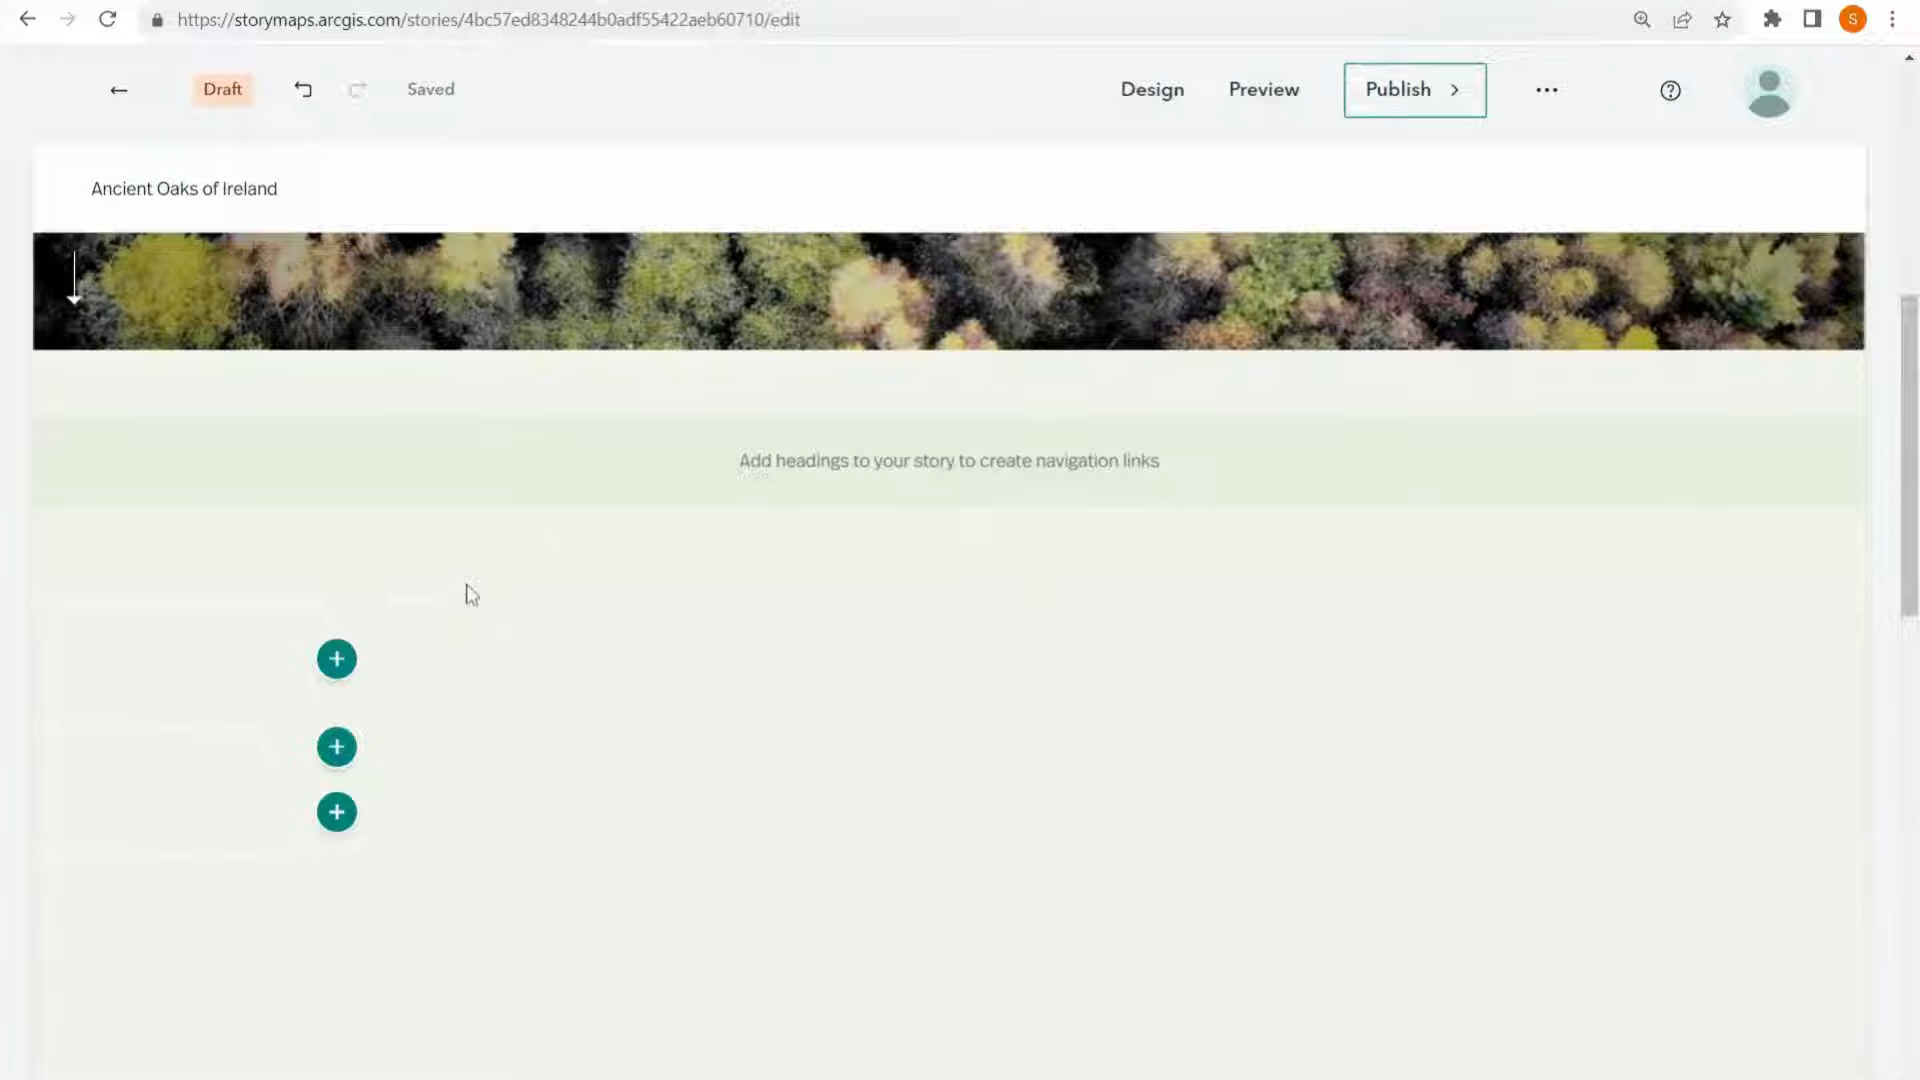 https://storymaps.arcgis.com/stories/4bc57ed8348244b0adf55422aeb60710/edit
S
Draft
Saved
Design
Preview
Publish
Ancient Oaks of Ireland
Add headings to your story to create navigation links